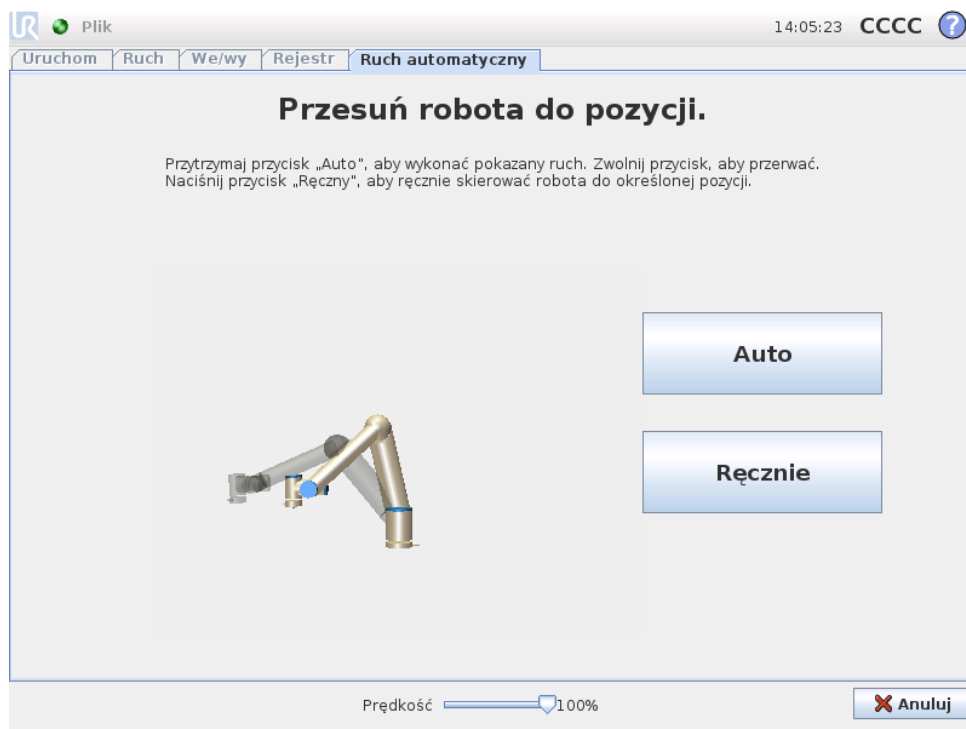 UR Plik 14:05:23 CCCC ?
Uruchom Ruch We/wy Rejestr Ruch automatyczny
Przesuń robota do pozycji.
Przytrzymaj przycisk „Auto”, aby wykonać pokazany ruch. Zwolnij przycisk, aby przerwać.
Naciśnij przycisk „Ręczny”, aby ręcznie skierować robota do określonej pozycji.
Auto
Ręcznie
Prędkość 100% Anuluj